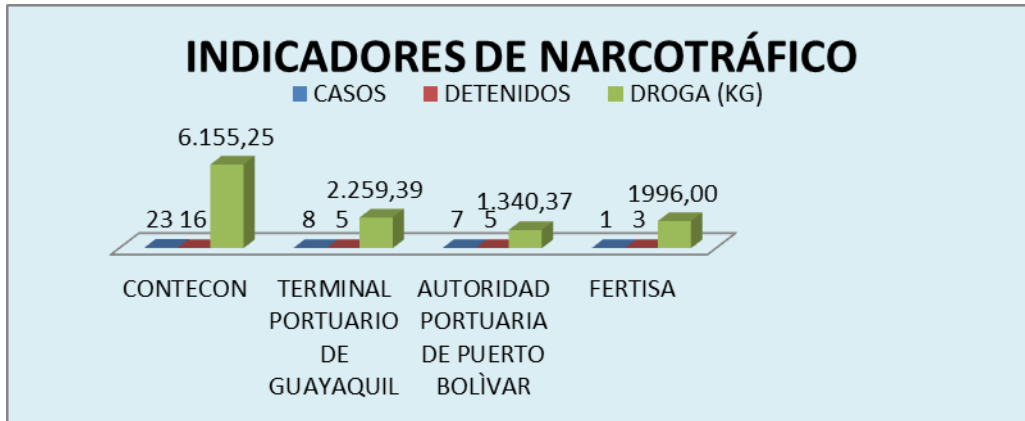 INDICADORES DE NARCOTRÁFICO
CASOS DETENIDOS DROGA (KG)
6.155,25
2.259,39
1.340,37
1996,00
23 16 8 5 7 5 1 3
CONTECON TERMINAL AUTORIDAD FERTISA
PORTUARIO PORTUARIA
DE DE PUERTO
GUAYAQUIL BOLÌVAR